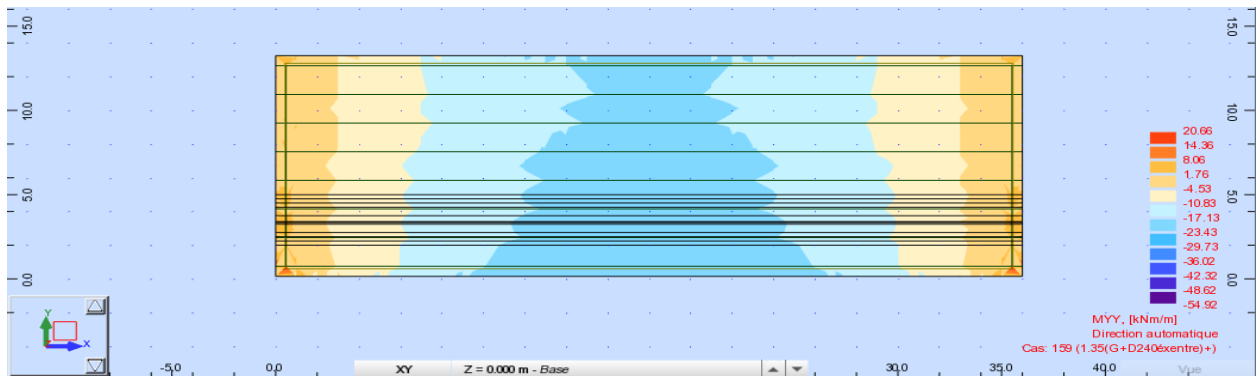 15.0
15.0
10.0
10.0
20.66
14.36
8.06
1.76
-4.53
-10.83
-17.13
-23.43
-29.73
-36.02
-42.32
-48.62
-54.92
5.0
5.0
0.0
0.0
MYY, [kNm/m]
Direction automatique
Cas: 159 (1.35(G+D240éxentre)+)
Y
Z
X
-5.0
0.0
XY
Z = 0.000 m - Base
30.0
35.0
40.0
Vue